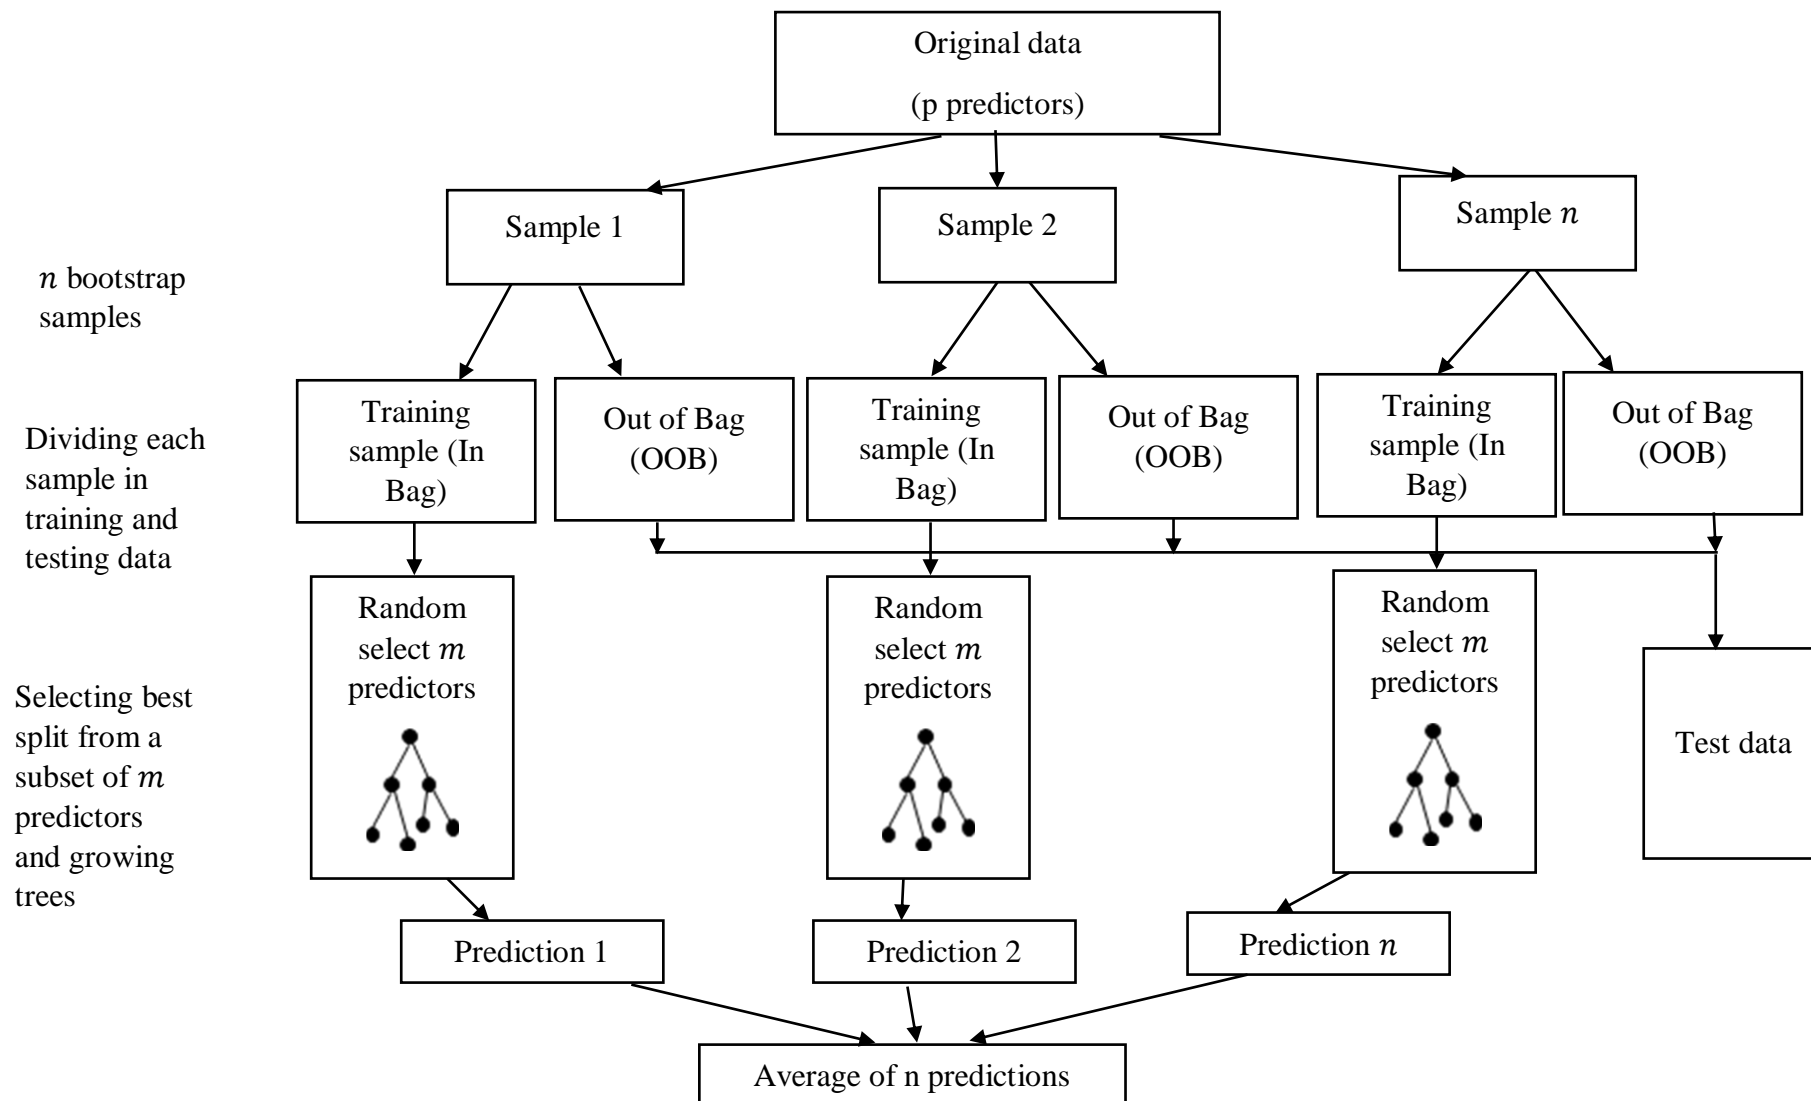 Original data
(p predictors)
Sample 1
Sample 2
Sample n
n bootstrap
samples
Training
sample (In
Bag)
Out of Bag
(OOB)
Training
sample (In
Bag)
Out of Bag
(OOB)
Training
sample (In
Bag)
Out of Bag
(OOB)
Dividing each
sample in
training and
testing data
Random
select m
predictors
Random
select m
predictors
Random
select m
predictors
Test data
Selecting best
split from a
subset of m
predictors
and growing
trees
Prediction 1
Prediction 2
Prediction n
Average of n predictions